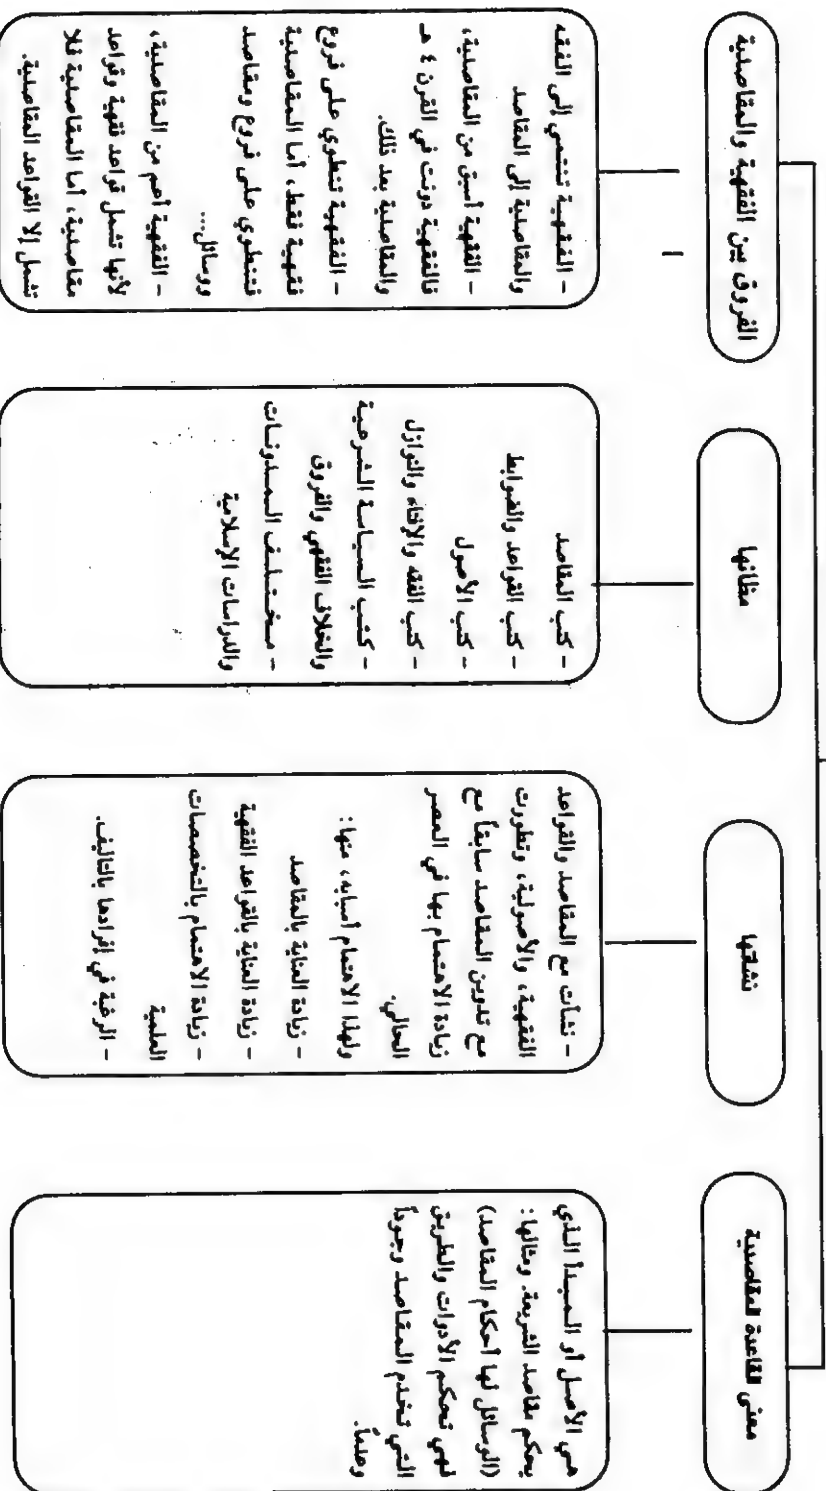 معنى القاعدة المقاصدية
هي الأصل أو المبدأ الذي
يحكم مقاصد الشريعة. ومثالها:
(الوسائل لها أحكام المقاصد)
فهي تحكم الأدوات والطريق
التي تخدم المقاصد وجوداً
وعدماً.
نشأتها
- نشأت مع المقاصد والقواعد
الفقهية، والأصولية، وتطورت
مع تدوين المقاصد سابقاً مع
زيادة الاهتمام بها في العصر
الحالي.
ولهذا الاهتمام أسبابه، منها:
- زيادة العناية بالمقاصد
- زيادة العناية بالقواعد الفقهية
- زيادة الاهتمام بالتخصصات
العلمية
- الرغبة في إفرادها بالتأليف.
مظانها
- كتب المقاصد
- كتب القواعد والضوابط
- كتب الأصول
- كتب الفقه والإفتاء والنوازل
- كتب السياسة الشرعية
والخلاف الفقهي والفروق
- مختلف المدونات
والدراسات الإسلامية
الفروق بين الفقهية والمقاصدية
- الفقهية تنتمي إلى الفقه
والمقاصدية إلى المقاصد
- الفقهية أسبق من المقاصدية،
فالفقهية دونت في القرن ٤ هـ
والمقاصدية بعد ذلك.
- الفقهية تنطوي على فروع
فقهية فقط، أما المقاصدية
فتنطوي على فروع ومقاصد
ووسائل...
- الفقهية أعم من المقاصدية،
لأنها تشمل قواعد فقهية وقواعد
مقاصدية، أما المقاصدية فلا
تشمل إلا القواعد المقاصدية.